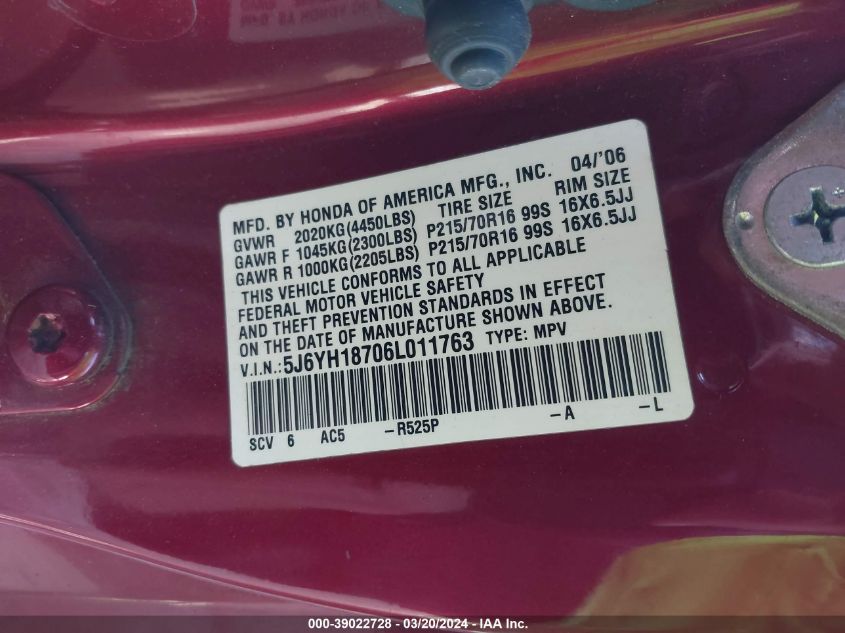 MFD. BY HONDA OF AMERICA MFG., INC. 04/'06
GVWR 2020KG(4450LBS) TIRE SIZE RIM SIZE
GAWR F 1045KG(2300LBS) P215/70R16 99S 16X6.5JJ
GAWR R 1000KG(2205LBS) P215/70R16 99S 16X6.5JJ
THIS VEHICLE CONFORMS TO ALL APPLICABLE
FEDERAL MOTOR VEHICLE SAFETY
AND THEFT PREVENTION STANDARDS IN EFFECT
ON THE DATE OF MANUFACTURE SHOWN ABOVE.
V.I.N.:5J6YH18706L011763 TYPE: MPV
SCV 6 AC5 -R525P -A -L
000-39022728 - 03/20/2024 - IAA Inc.